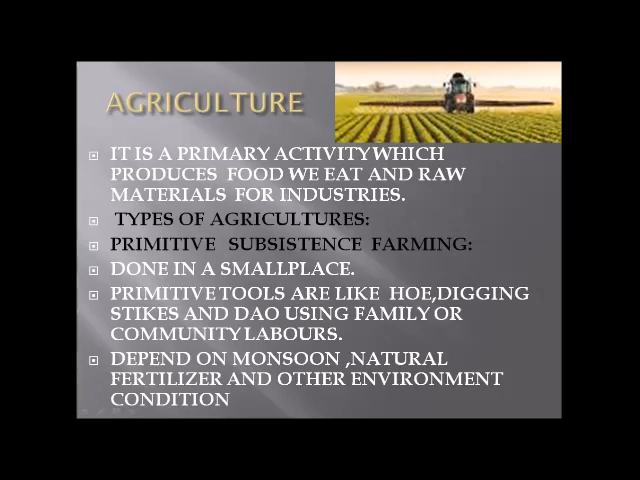 AGRICULTURE
IT IS A PRIMARY ACTIVITY WHICH
PRODUCES FOOD WE EAT AND RAW
MATERIALS FOR INDUSTRIES.
TYPES OF AGRICULTURES:
PRIMITIVE SUBSISTENCE FARMING:
DONE IN A SMALLPLACE.
PRIMITIVE TOOLS ARE LIKE HOE,DIGGING
STIKES AND DAO USING FAMILY OR
COMMUNITY LABOURS.
DEPEND ON MONSOON ,NATURAL
FERTILIZER AND OTHER ENVIRONMENT
CONDITION